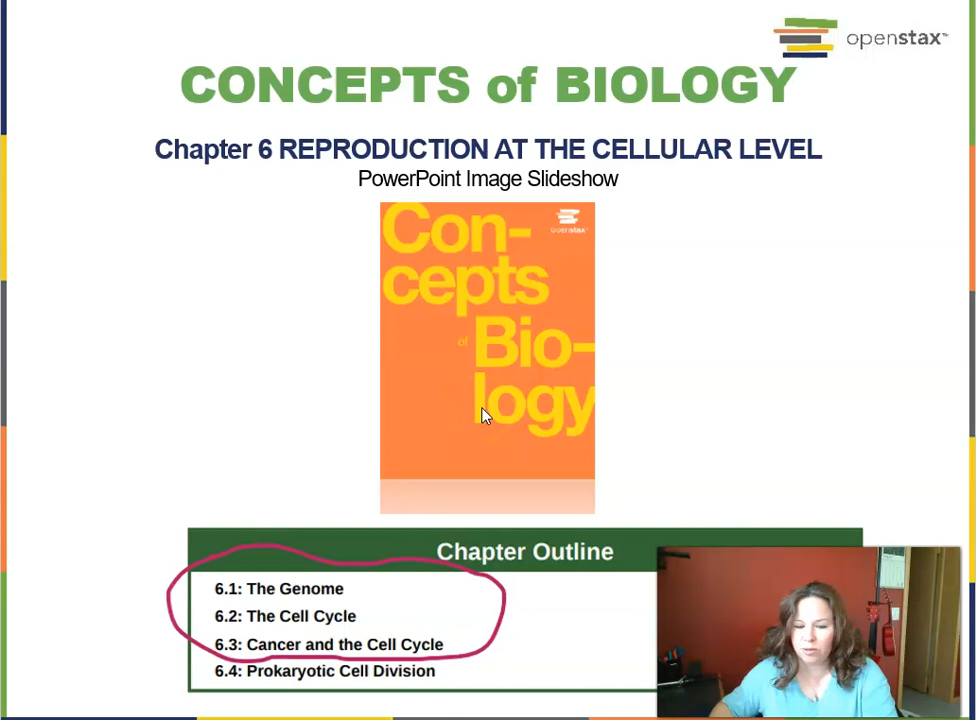 openstax™
CONCEPTS of BIOLOGY
Chapter 6 REPRODUCTION AT THE CELLULAR LEVEL
PowerPoint Image Slideshow
Con-
cepts
of Bio-
logy
openstax
Chapter Outline
6.1: The Genome
6.2: The Cell Cycle
6.3: Cancer and the Cell Cycle
6.4: Prokaryotic Cell Division